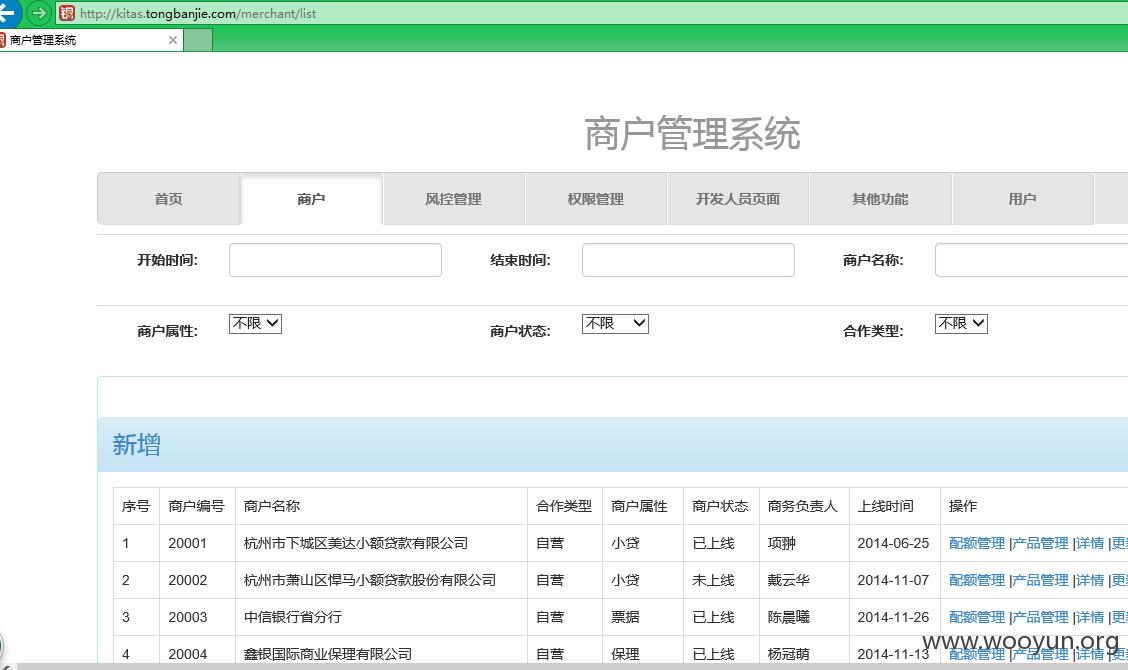 http://kitas.tongbanjie.com/merchant/list
商户管理系统
商户管理系统
首页 商户 风控管理 权限管理 开发人员页面 其他功能 用户
开始时间: 结束时间: 商户名称:
商户属性: 不限 商户状态: 不限 合作类型: 不限
新增
序号 商户编号 商户名称 合作类型 商户属性 商户状态 商务负责人 上线时间 操作
1 20001 杭州市下城区美达小额贷款有限公司 自营 小贷 已上线 项翀 2014-06-25 配额管理 |产品管理 |详情 |更
2 20002 杭州市萧山区悍马小额贷款股份有限公司 自营 小贷 未上线 戴云华 2014-11-07 配额管理 |产品管理 |详情 |更
3 20003 中信银行省分行 自营 票据 已上线 陈晨曦 2014-11-26 配额管理 |产品管理 |详情 |更
4 20004 鑫银国际商业保理有限公司 自营 保理 已上线 杨冠萌 2014-11-13 配额管理 |产品管理 |详情 |更
www.wooyun.org